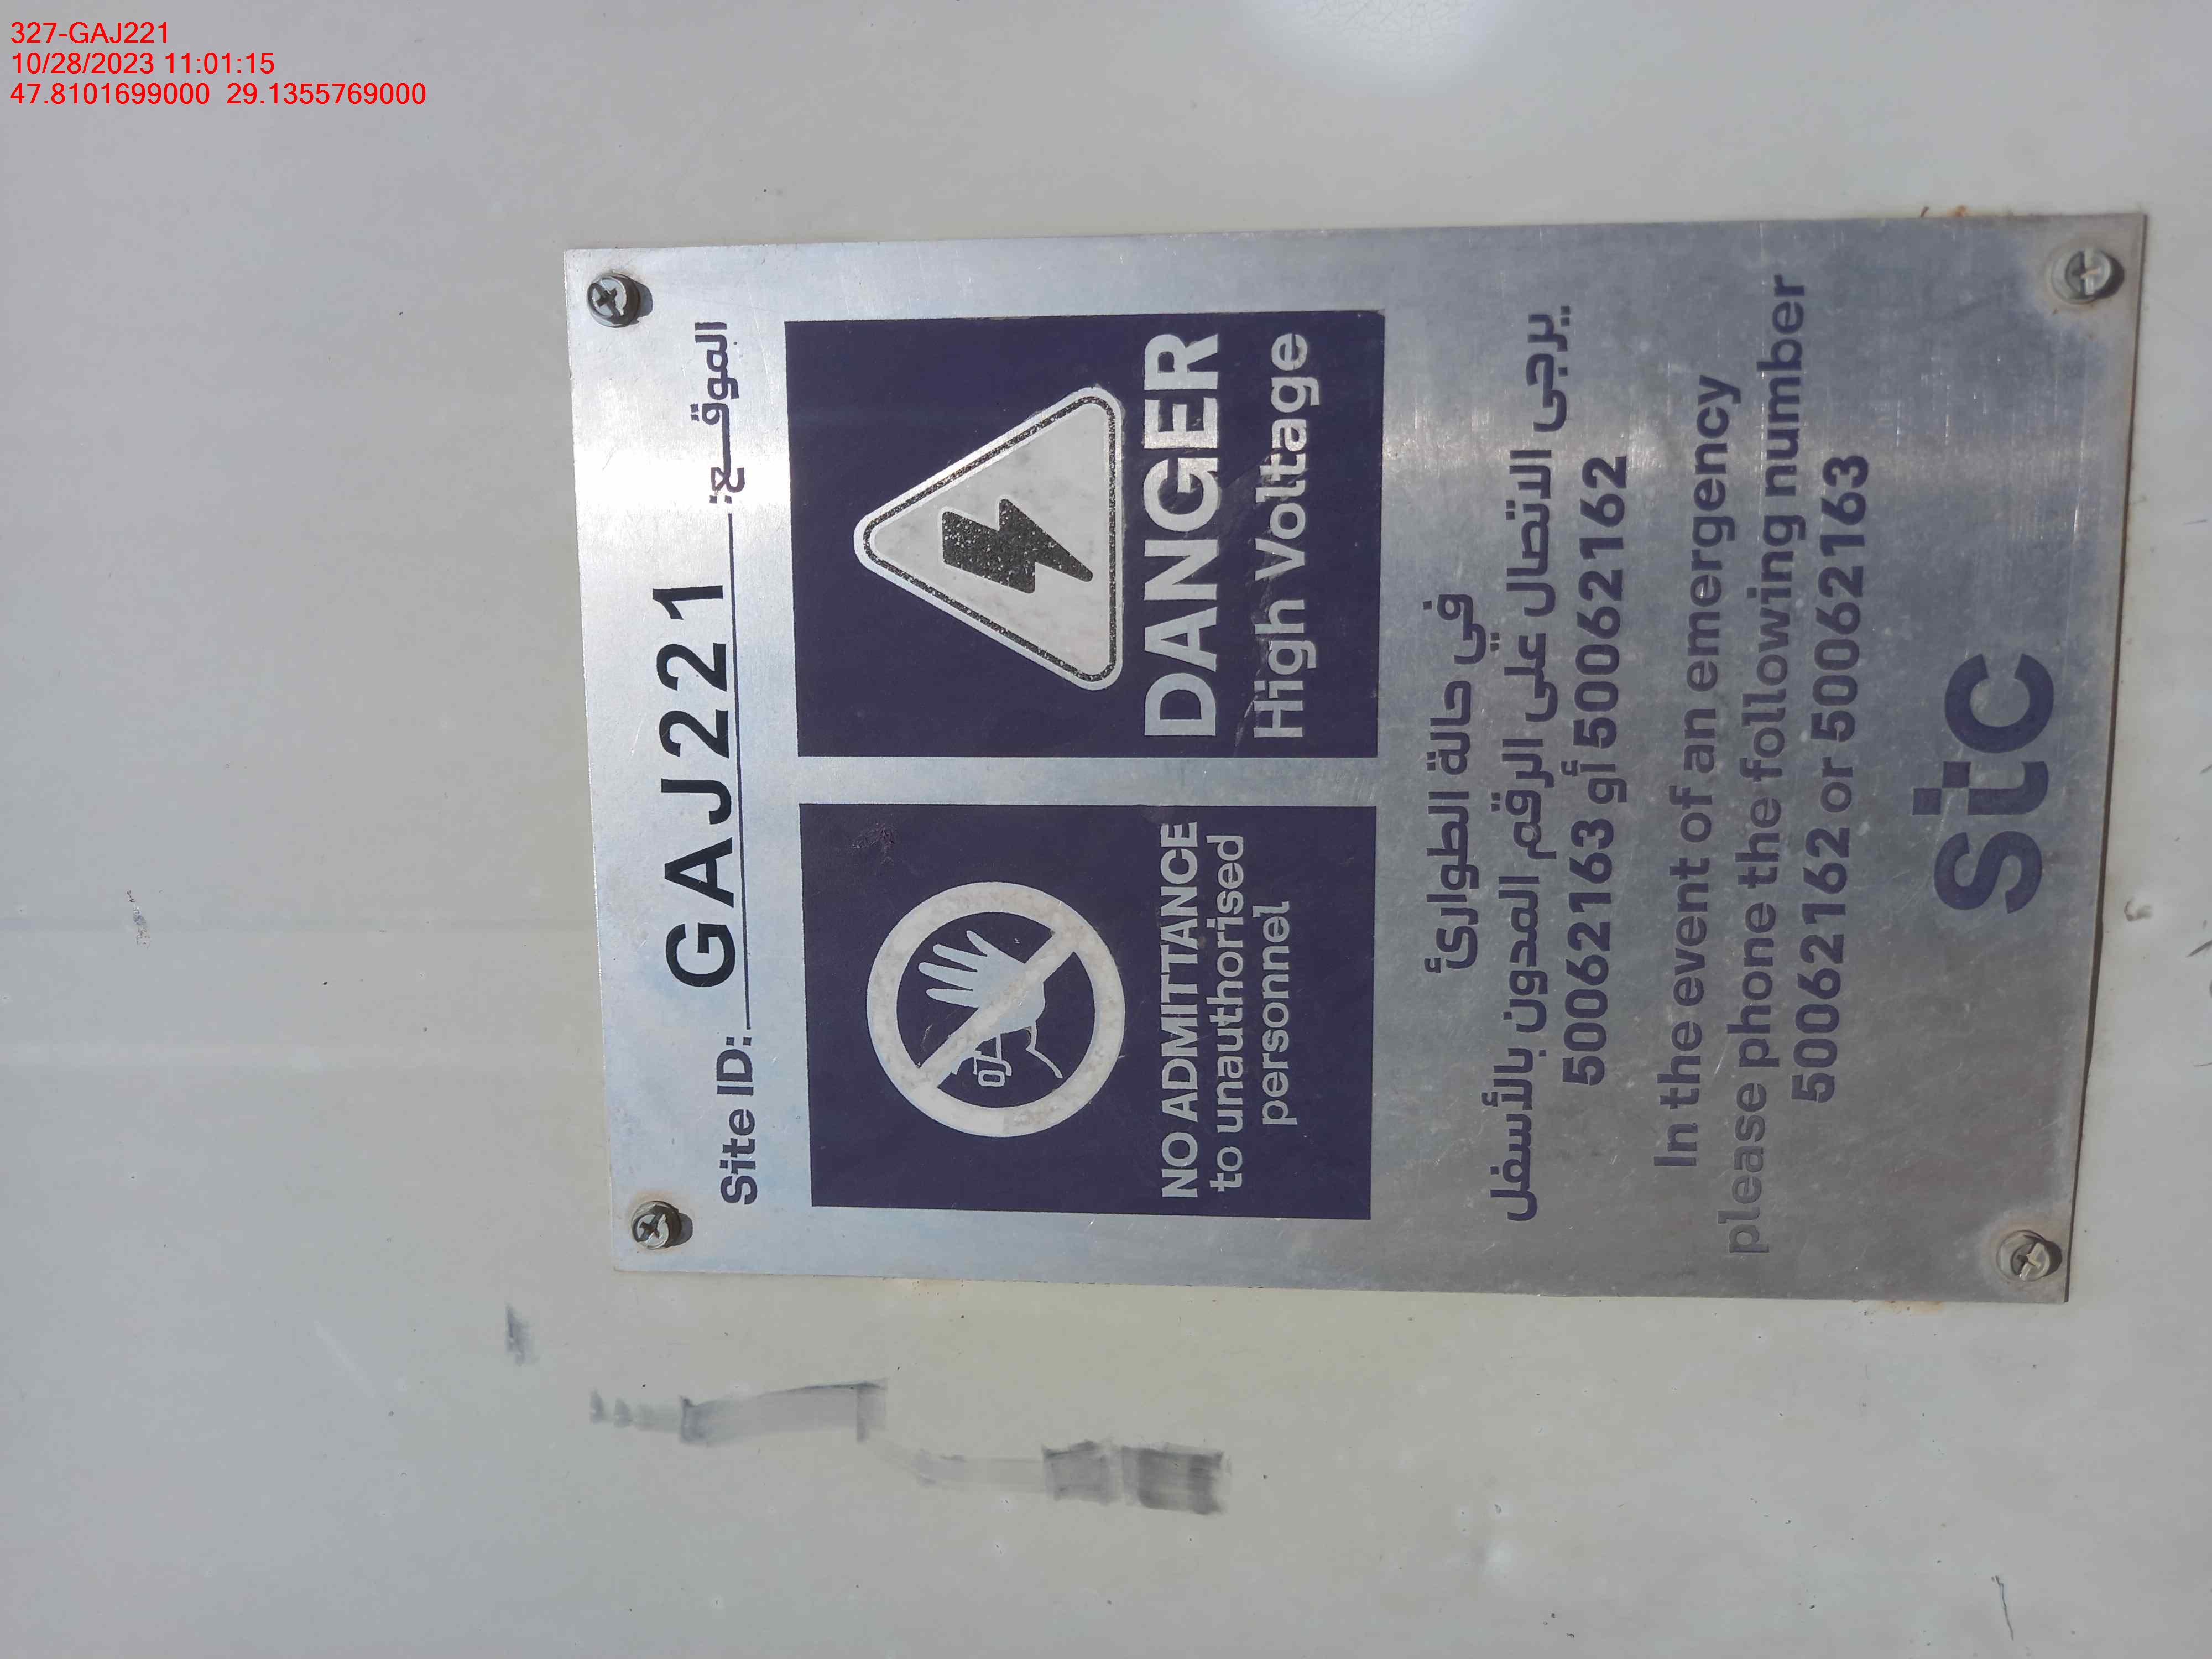 327-GAJ221
10/28/2023 11:01:15
47.8101699000 29.1355769000
Site ID: GAJ221 الموقـــع:
NO ADMITTANCE
to unauthorised
personnel
DANGER
High Voltage
في حالة الطوارئ
يرجى الاتصال على الرقم المدون بالأسفل
50062163 أو 50062162
In the event of an emergency
please phone the following number
50062162 or 50062163
stc